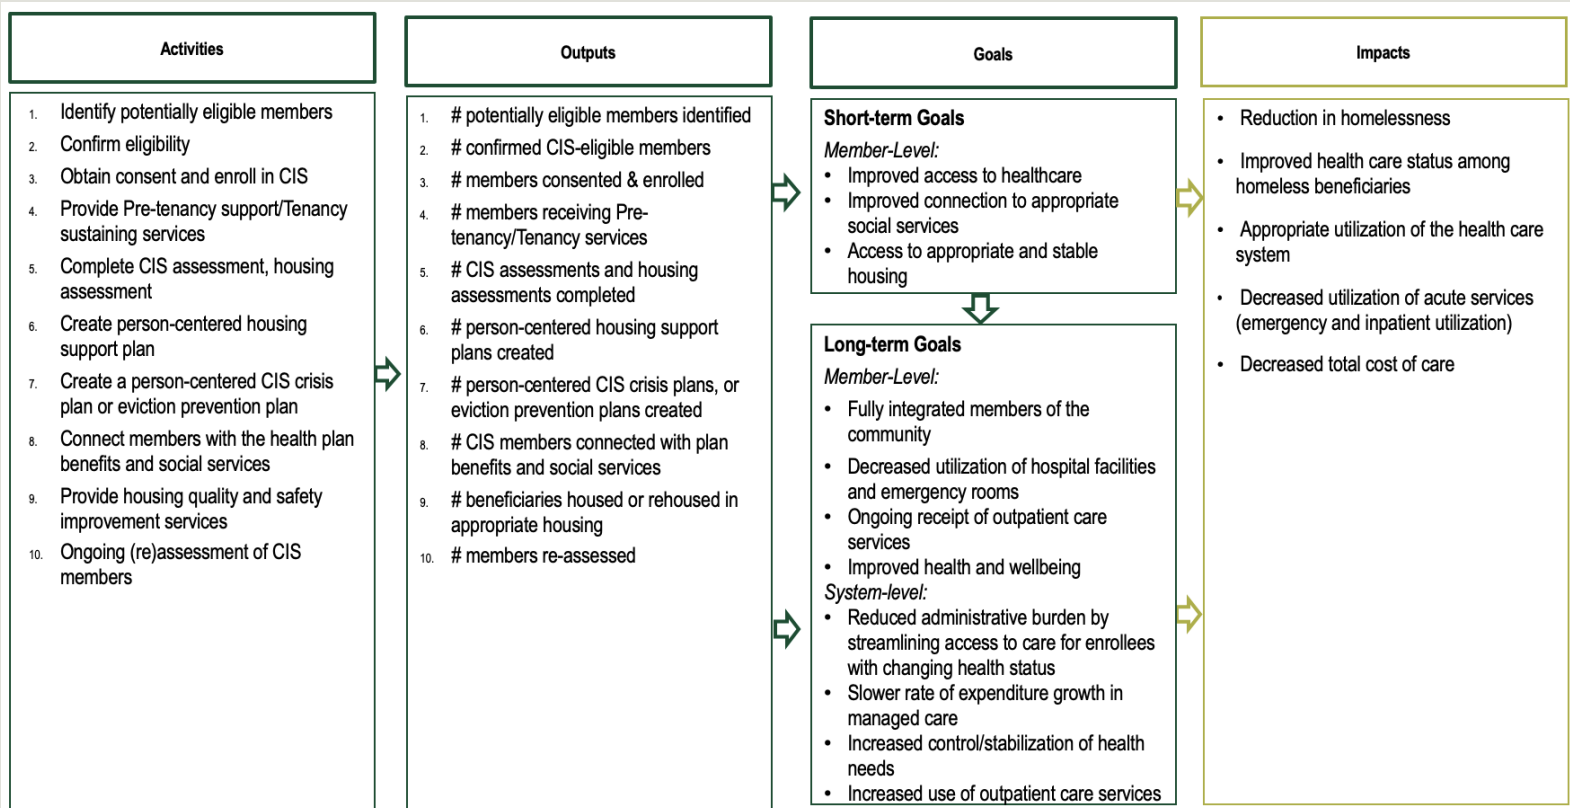 Activities
1. Identify potentially eligible members
2. Confirm eligibility
3. Obtain consent and enroll in CIS
4. Provide Pre-tenancy support/Tenancy
sustaining services
5. Complete CIS assessment, housing
assessment
6. Create person-centered housing
support plan
7. Create a person-centered CIS crisis
plan or eviction prevention plan
8. Connect members with the health plan
benefits and social services
9. Provide housing quality and safety
improvement services
10. Ongoing (re)assessment of CIS
members
Outputs
1. # potentially eligible members identified
2. # confirmed CIS-eligible members
3. # members consented & enrolled
4. # members receiving Pre-
tenancy/Tenancy services
5. # CIS assessments and housing
assessments completed
6. # person-centered housing support
plans created
7. # person-centered CIS crisis plans, or
eviction prevention plans created
8. # CIS members connected with plan
benefits and social services
9. # beneficiaries housed or rehoused in
appropriate housing
10. # members re-assessed
Goals
Short-term Goals
Member-Level:
• Improved access to healthcare
• Improved connection to appropriate
social services
• Access to appropriate and stable
housing
Long-term Goals
Member-Level:
• Fully integrated members of the
community
• Decreased utilization of hospital facilities
and emergency rooms
• Ongoing receipt of outpatient care
services
• Improved health and wellbeing
System-level:
• Reduced administrative burden by
streamlining access to care for enrollees
with changing health status
• Slower rate of expenditure growth in
managed care
• Increased control/stabilization of health
needs
• Increased use of outpatient care services
Impacts
• Reduction in homelessness
• Improved health care status among
homeless beneficiaries
• Appropriate utilization of the health care
system
• Decreased utilization of acute services
(emergency and inpatient utilization)
• Decreased total cost of care